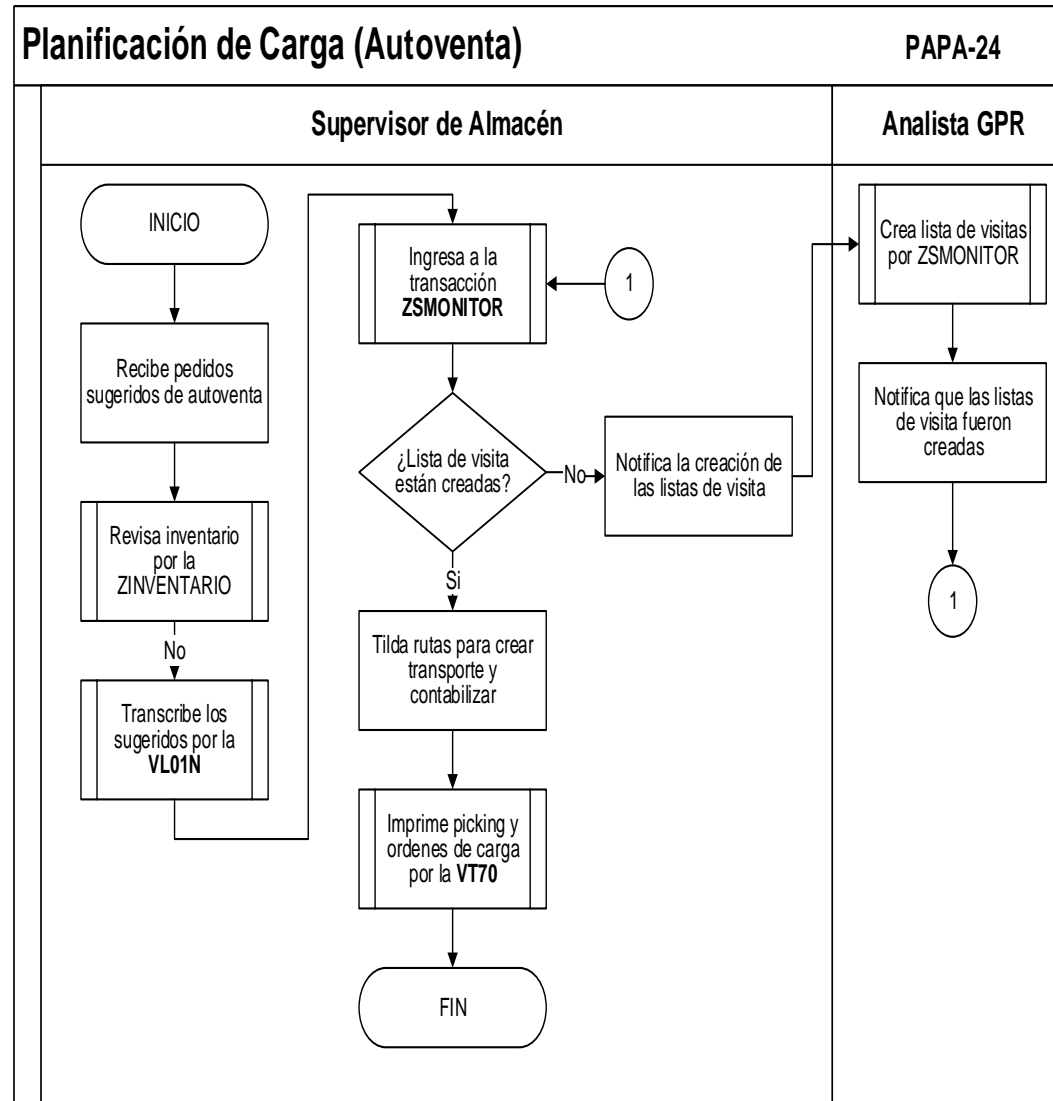 Planificación de Carga (Autoventa)
PAPA-24
Supervisor de Almacén
Analista GPR
INICIO
Recibe pedidos
sugeridos de autoventa
Revisa inventario
por la
ZINVENTARIO
No
Transcribe los
sugeridos por la
VL01N
Ingresa a la
transacción
ZSMONITOR
1
¿Lista de visita
están creadas?
No
Notifica la creación de
las listas de visita
Si
Tilda rutas para crear
transporte y
contabilizar
Imprime picking y
ordenes de carga
por la VT70
FIN
Crea lista de visitas
por ZSMONITOR
Notifica que las listas
de visita fueron
creadas
1